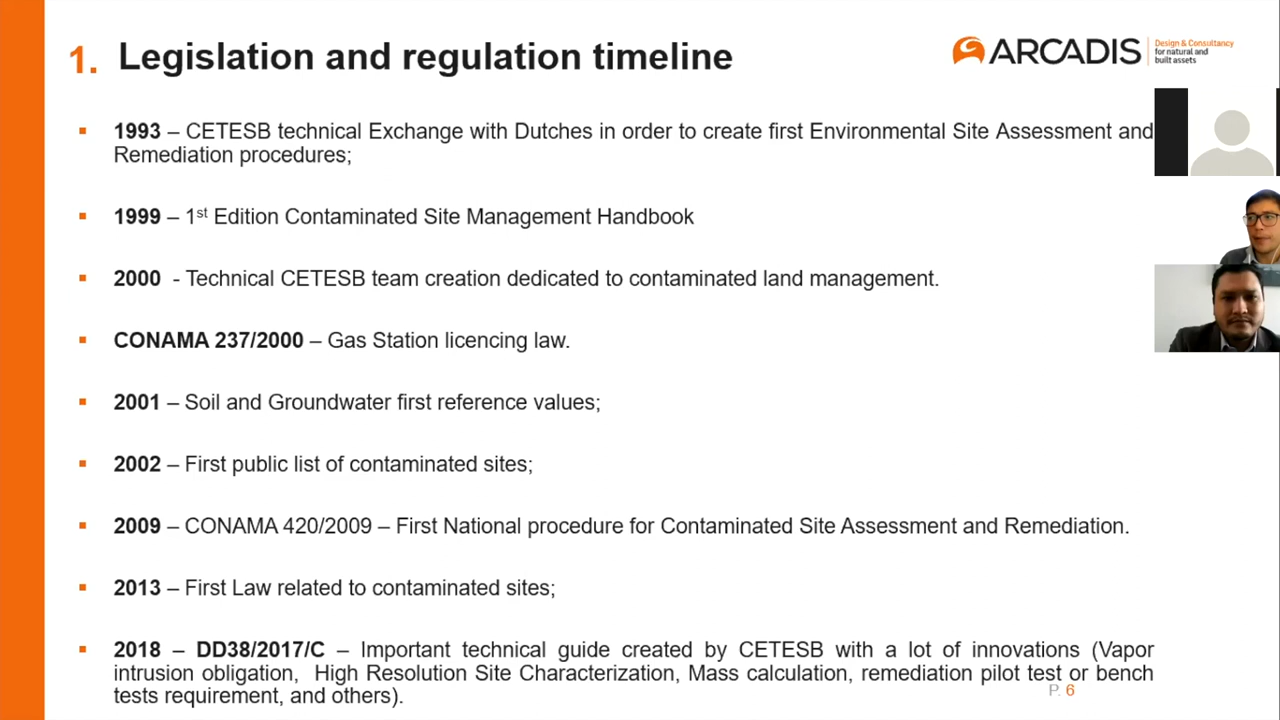 1. Legislation and regulation timeline
ARCADIS
Design & Consultancy
for natural and
built assets
1993 – CETESB technical Exchange with Dutches in order to create first Environmental Site Assessment and
Remediation procedures;
1999 – 1st Edition Contaminated Site Management Handbook
2000 - Technical CETESB team creation dedicated to contaminated land management.
CONAMA 237/2000 – Gas Station licencing law.
2001 – Soil and Groundwater first reference values;
2002 – First public list of contaminated sites;
2009 – CONAMA 420/2009 – First National procedure for Contaminated Site Assessment and Remediation.
2013 – First Law related to contaminated sites;
2018 – DD38/2017/C – Important technical guide created by CETESB with a lot of innovations (Vapor
intrusion obligation, High Resolution Site Characterization, Mass calculation, remediation pilot test or bench
tests requirement, and others).
P. 6